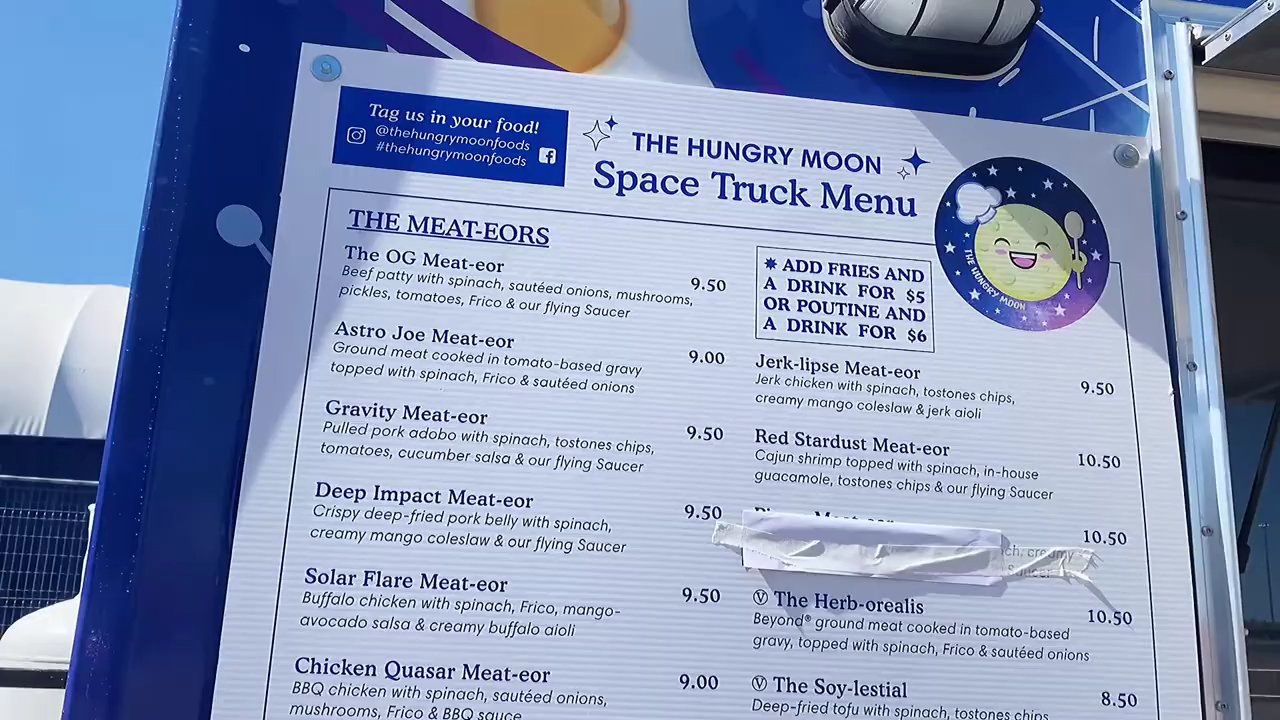 Tag us in your food!
@thehungrymoonfoods
#thehungrymoonfoods
THE HUNGRY MOON
Space Truck Menu
THE HUNGRY MOON
THE MEAT-EORS
The OG Meat-eor 9.50
Beef patty with spinach, sautéed onions, mushrooms,
pickles, tomatoes, Frico & our flying Saucer
Astro Joe Meat-eor 9.00
Ground meat cooked in tomato-based gravy
topped with spinach, Frico & sautéed onions
Gravity Meat-eor 9.50
Pulled pork adobo with spinach, tostones chips,
tomatoes, cucumber salsa & our flying Saucer
Deep Impact Meat-eor 9.50
Crispy deep-fried pork belly with spinach,
creamy mango coleslaw & our flying Saucer
Solar Flare Meat-eor 9.50
Buffalo chicken with spinach, Frico, mango-
avocado salsa & creamy buffalo aioli
Chicken Quasar Meat-eor 9.00
BBQ chicken with spinach, sautéed onions,
mushrooms, Frico & BBQ sauce
✷ ADD FRIES AND
A DRINK FOR $5
OR POUTINE AND
A DRINK FOR $6
Jerk-lipse Meat-eor 9.50
Jerk chicken with spinach, tostones chips,
creamy mango coleslaw & jerk aioli
Red Stardust Meat-eor 10.50
Cajun shrimp topped with spinach, in-house
guacamole, tostones chips & our flying Saucer
Meat-eor 10.50
creamy
Saucer
Ⓥ The Herb-orealis 10.50
Beyond® ground meat cooked in tomato-based
gravy, topped with spinach, Frico & sautéed onions
Ⓥ The Soy-lestial 8.50
Deep-fried tofu with spinach, tostones chips